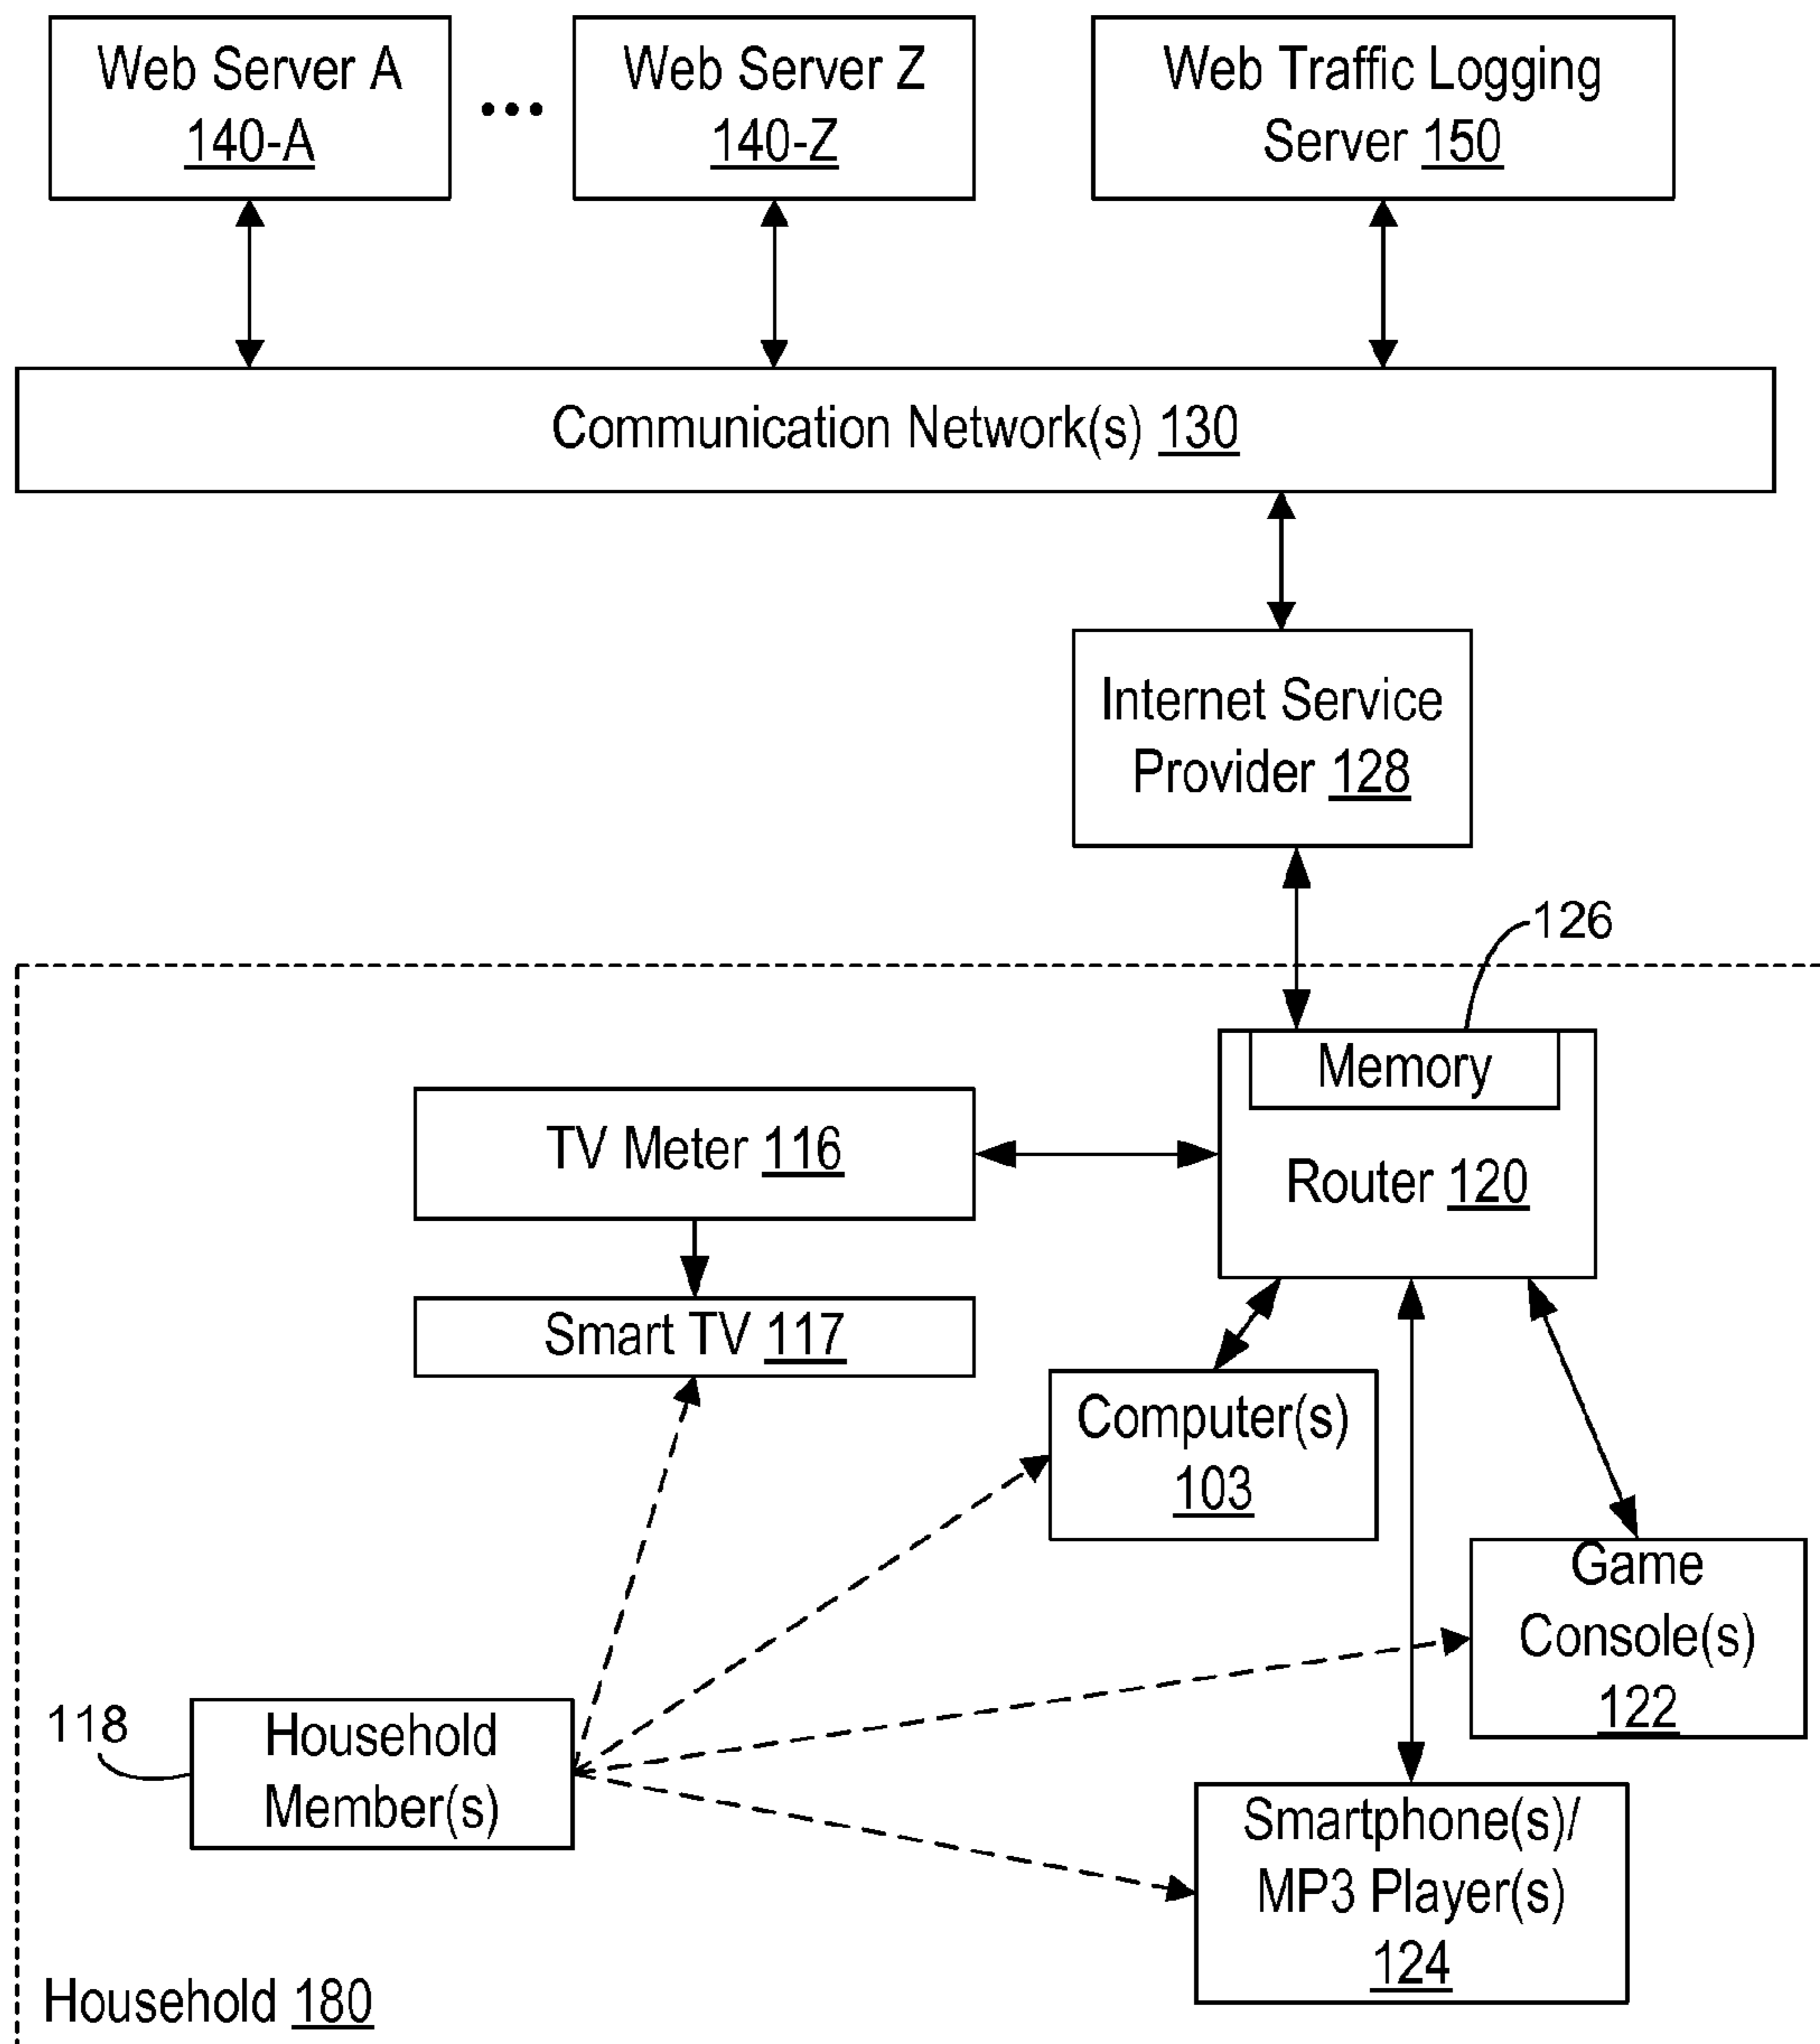 Web Server A
140-A
•••
Web Server Z
140-Z
Web Traffic Logging
Server 150
Communication Network(s) 130
Internet Service
Provider 128
126
Memory
Router 120
TV Meter 116
Smart TV 117
Computer(s)
103
Game
Console(s)
122
118
Household
Member(s)
Smartphone(s)/
MP3 Player(s)
124
Household 180